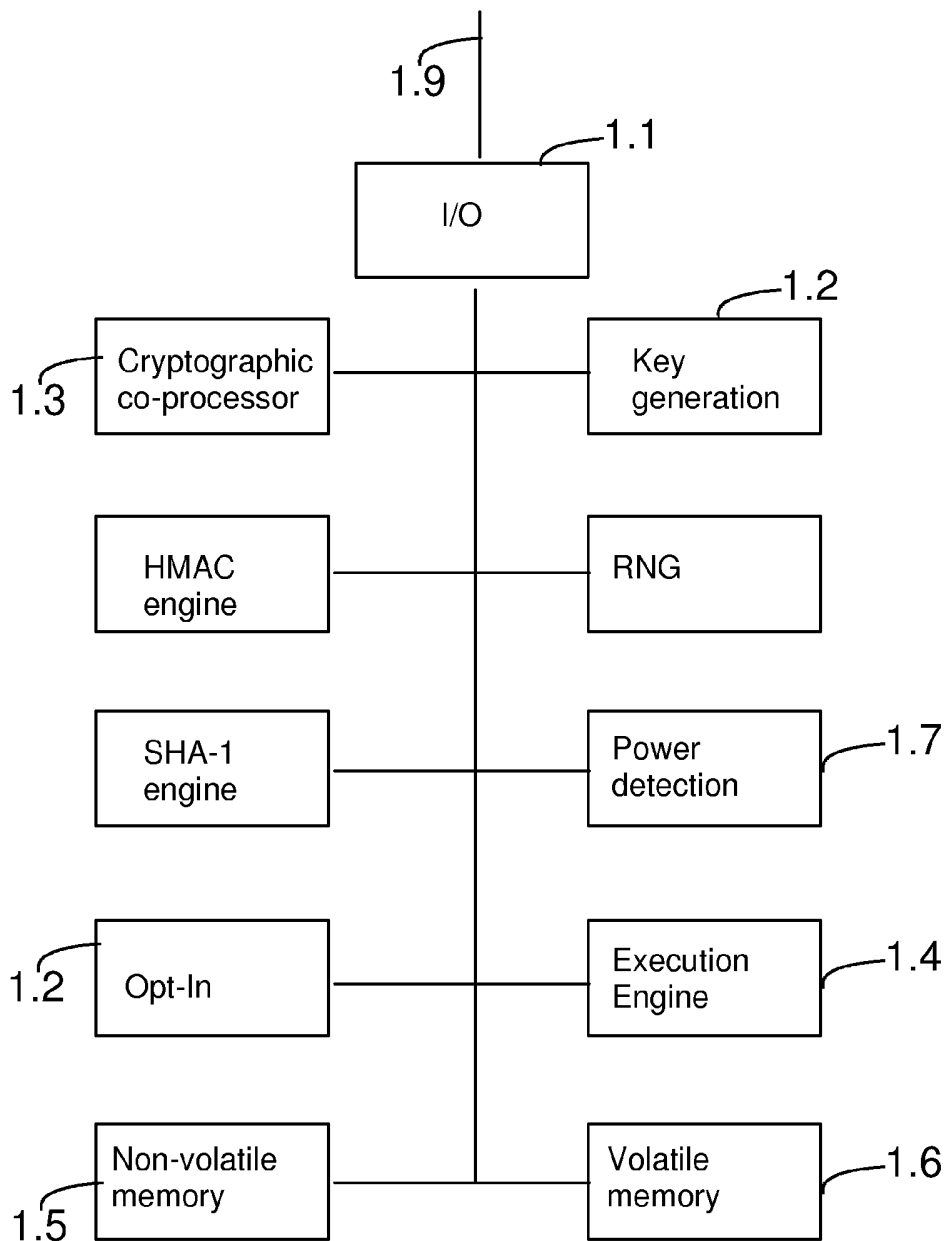 1.9
1.1
I/O
1.2
Cryptographic
co-processor
1.3
Key
generation
HMAC
engine
RNG
SHA-1
engine
Power
detection
1.7
1.2
Opt-In
Execution
Engine
1.4
Non-volatile
memory
1.5
Volatile
memory
1.6